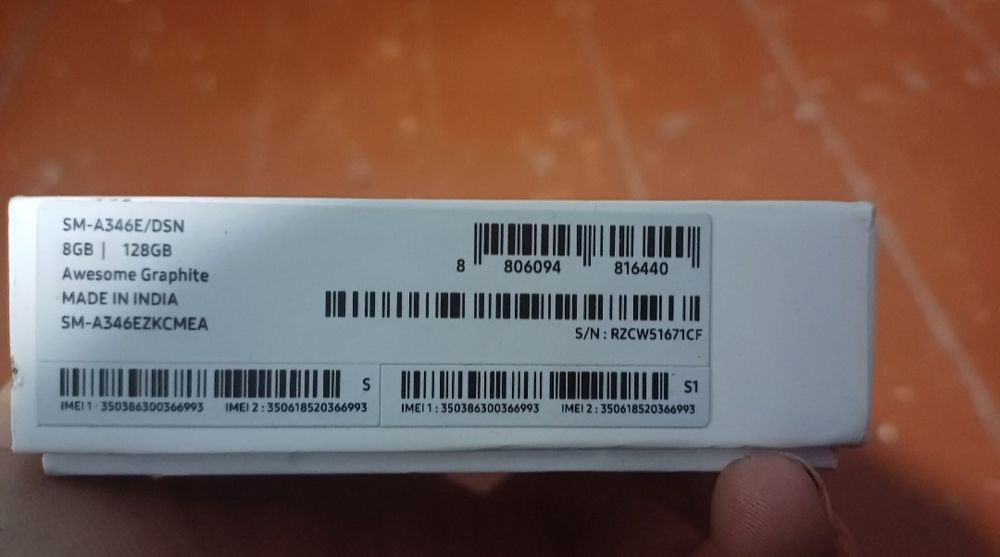 SM-A346E/DSN
8GB | 128GB
Awesome Graphite
MADE IN INDIA
SM-A346EZKCMEA
8 806094 816440
S/N : RZCW51671CF
S
IMEI 1 : 350386300366993 IMEI 2 : 350618520366993
S1
IMEI 1 : 350386300366993 IMEI 2 : 350618520366993